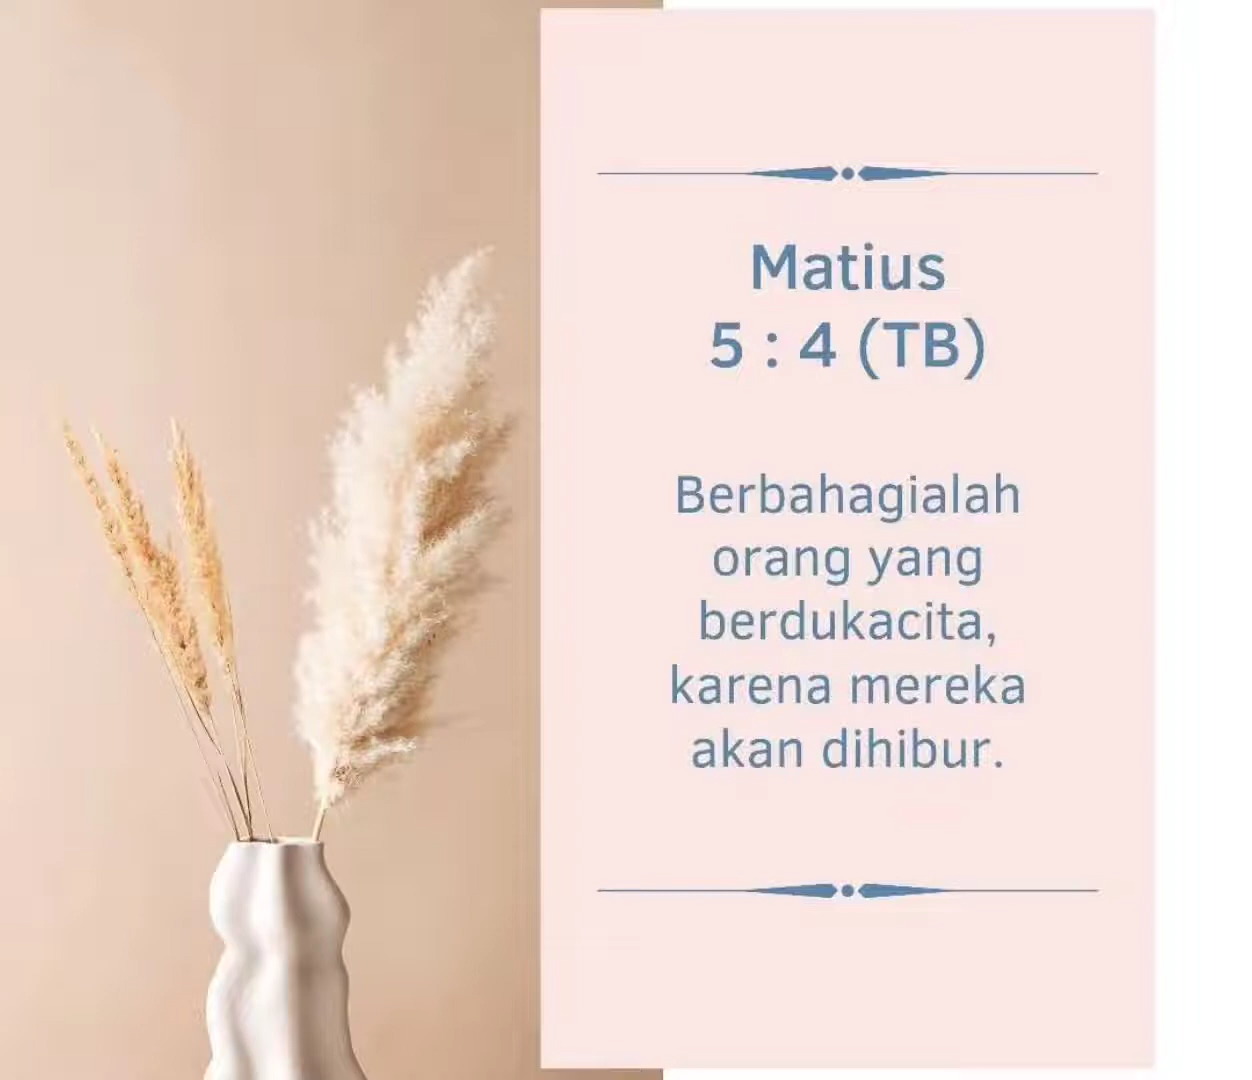 Matius
5 : 4 (TB)
Berbahagialah
orang yang
berdukacita,
karena mereka
akan dihibur.